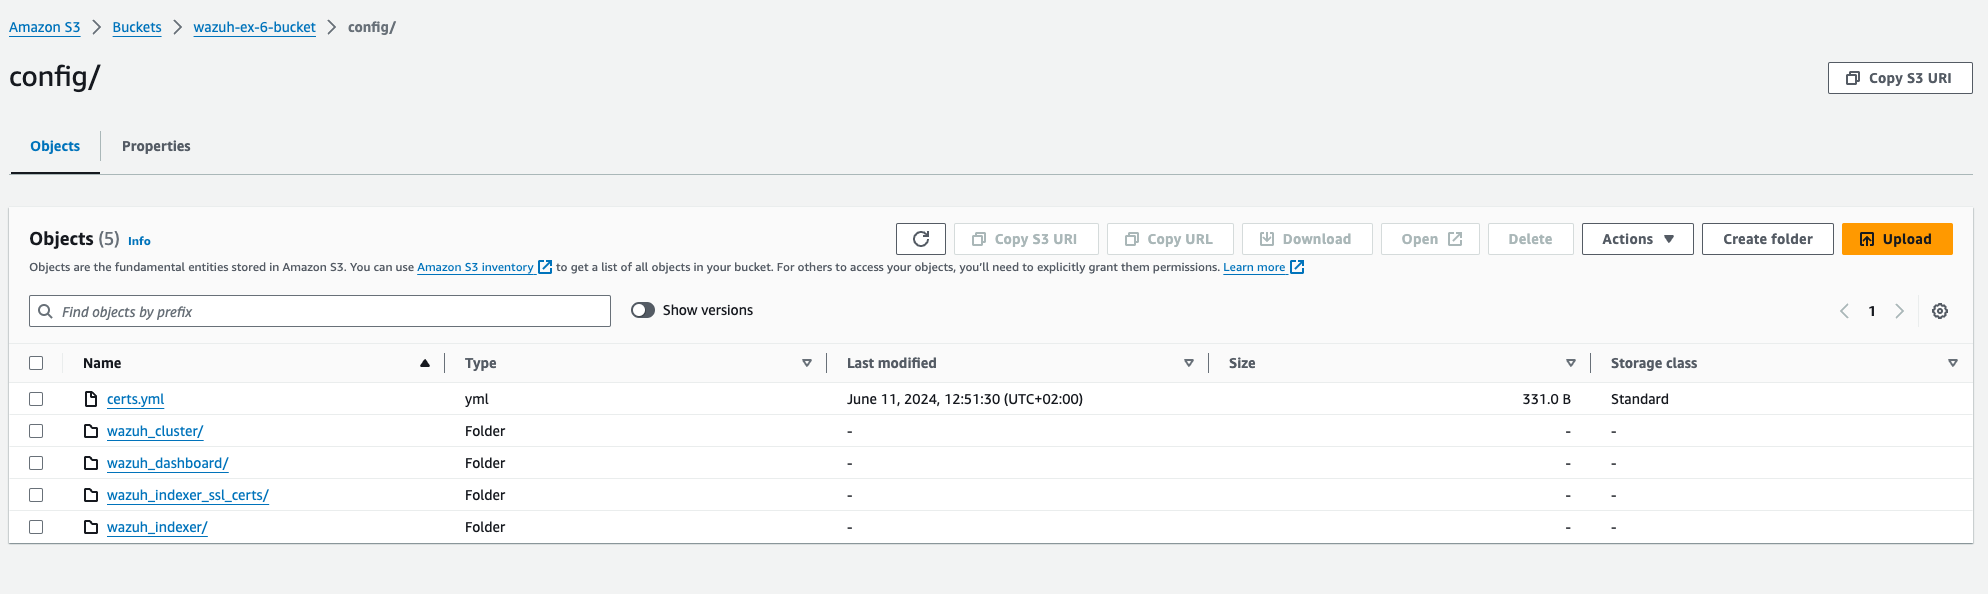 Amazon S3 > Buckets > wazuh-ex-6-bucket > config/
config/
Copy S3 URI
Objects Properties
Objects (5) Info
Copy S3 URI Copy URL Download Open Delete Actions Create folder Upload
Objects are the fundamental entities stored in Amazon S3. You can use Amazon S3 inventory to get a list of all objects in your bucket. For others to access your objects, you'll need to explicitly grant them permissions. Learn more
Find objects by prefix Show versions 1
Name Type Last modified Size Storage class
certs.yml yml June 11, 2024, 12:51:30 (UTC+02:00) 331.0 B Standard
wazuh_cluster/ Folder - - -
wazuh_dashboard/ Folder - - -
wazuh_indexer_ssl_certs/ Folder - - -
wazuh_indexer/ Folder - - -